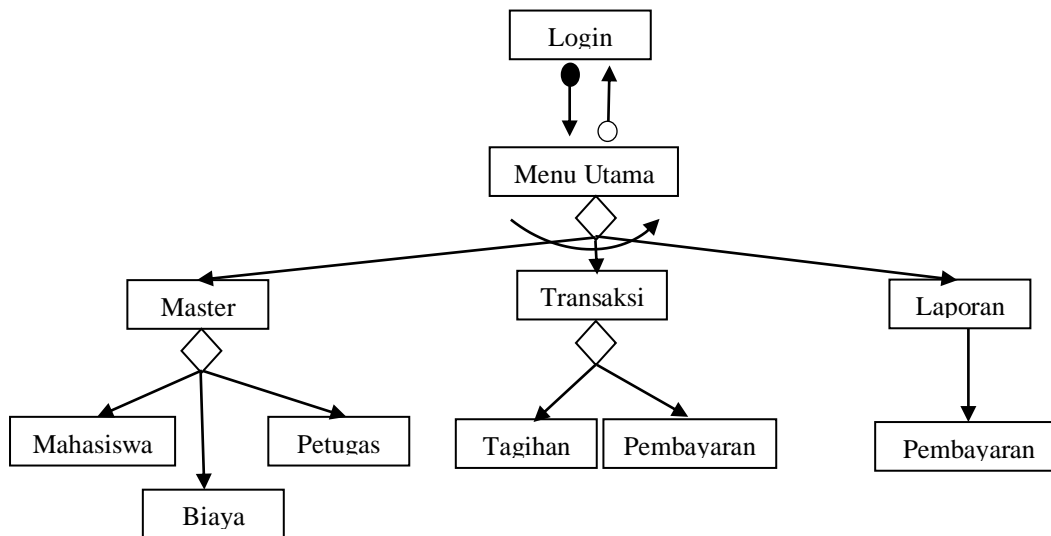 Login
Menu Utama
Master
Transaksi
Laporan
Mahasiswa
Petugas
Tagihan
Pembayaran
Pembayaran
Biaya